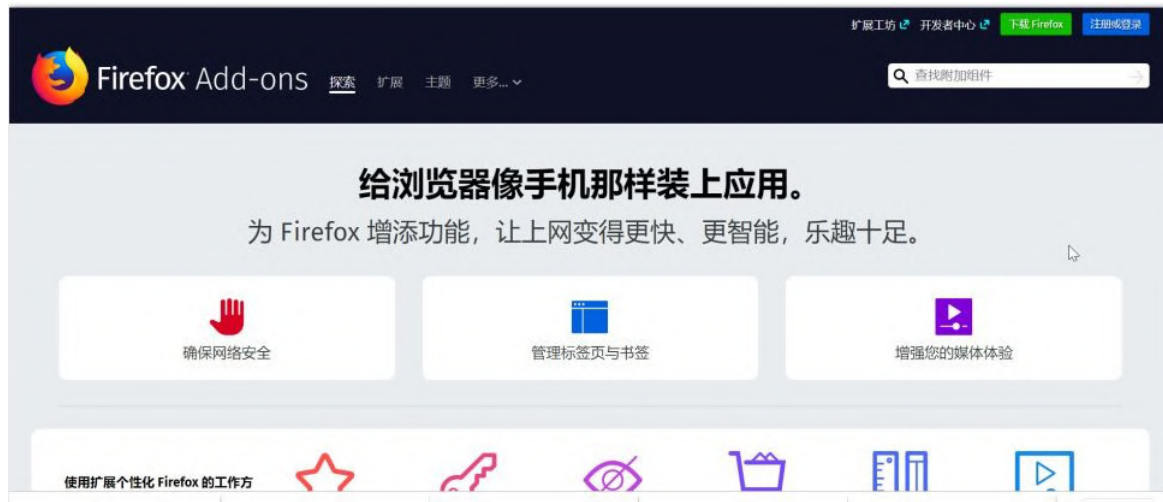 扩展工坊 开发者中心 下载 Firefox 注册或登录
Firefox Add-ons 探索 扩展 主题 更多... 查找附加组件
给浏览器像手机那样装上应用。
为 Firefox 增添功能，让上网变得更快、更智能，乐趣十足。
确保网络安全 管理标签页与书签 增强您的媒体体验
使用扩展个性化 Firefox 的工作方